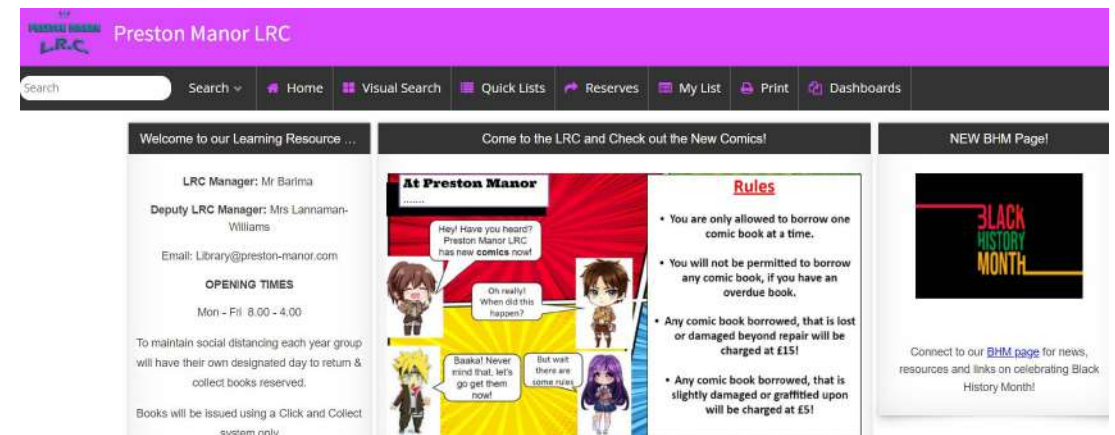 PRESTON MANOR
L.R.C.
Preston Manor LRC
Search
Search
Home
Visual Search
Quick Lists
Reserves
My List
Print
Dashboards
Welcome to our Learning Resource ...
LRC Manager: Mr Barima
Deputy LRC Manager: Mrs Lannaman-
Williams
Email: Library@preston-manor.com
OPENING TIMES
Mon - Fri 8.00 - 4.00
To maintain social distancing each year group
will have their own designated day to return &
collect books reserved.
Books will be issued using a Click and Collect
system only
Come to the LRC and Check out the New Comics!
At Preston Manor
.......
Hey! Have you heard?
Preston Manor LRC
has new comics now!
Oh really!
When did this
happen?
Baaka! Never
mind that, let's
go get them
now!
But wait
there are
some rules
Rules
• You are only allowed to borrow one
comic book at a time.
• You will not be permitted to borrow
any comic book, if you have an
overdue book.
• Any comic book borrowed, that is lost
or damaged beyond repair will be
charged at £15!
• Any comic book borrowed, that is
slightly damaged or graffitied upon
will be charged at £5!
NEW BHM Page!
BLACK
HISTORY
MONTH
Connect to our BHM page for news,
resources and links on celebrating Black
History Month!